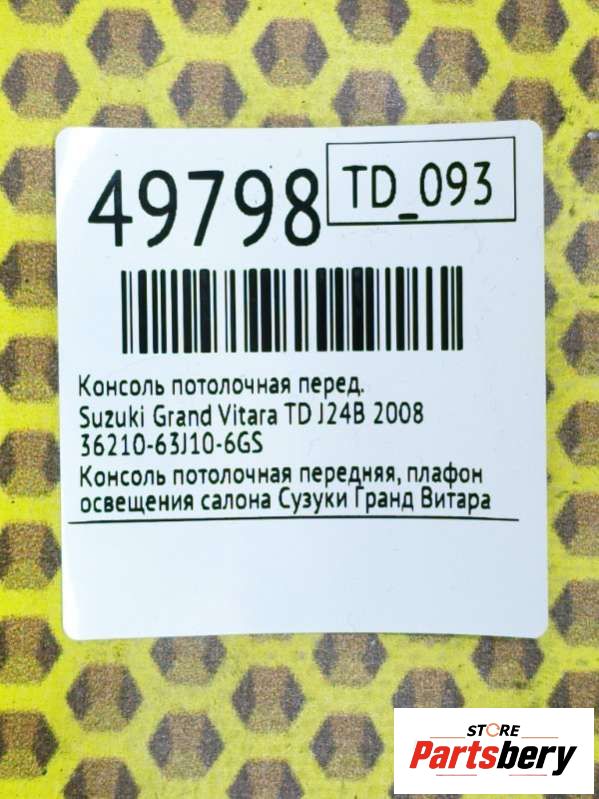 49798
TD_093
Консоль потолочная перед.
Suzuki Grand Vitara TD J24B 2008
36210-63J10-6GS
Консоль потолочная передняя, плафон
освещения салона Сузуки Гранд Витара
STORE
Partsbery